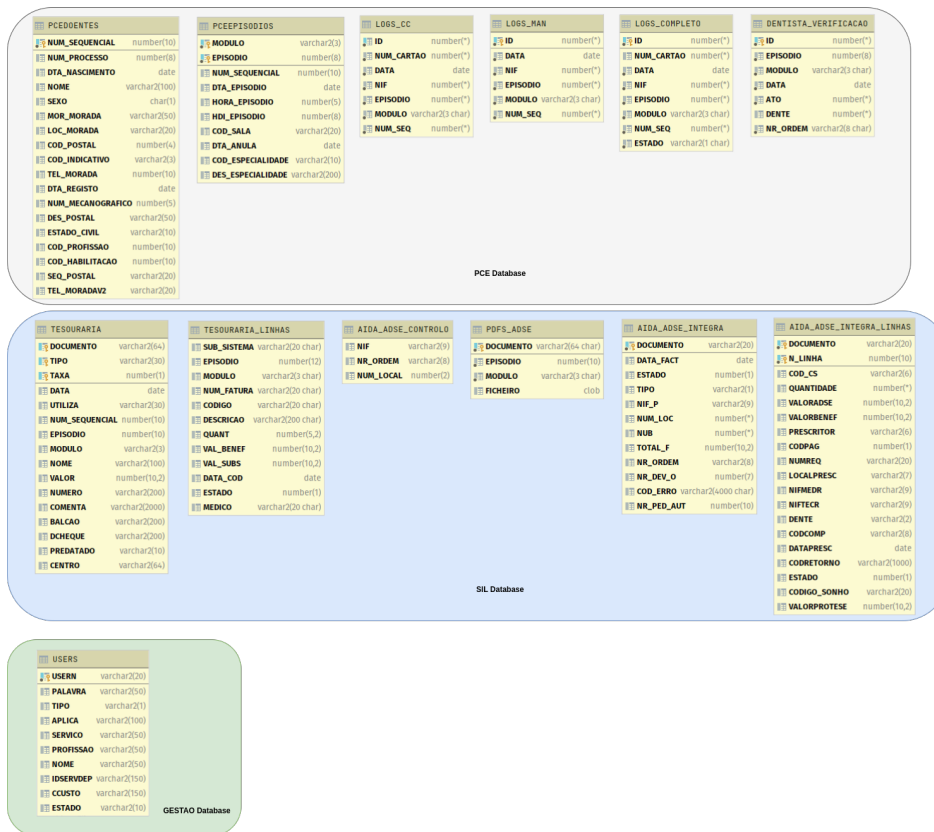 PCEDOENTES
NUM_SEQUENCIAL number(10)
NUM_PROCESSO number(8)
DTA_NASCIMENTO date
NOME varchar2(100)
SEXO char(1)
MOR_MORADA varchar2(50)
LOC_MORADA varchar2(20)
COD_POSTAL number(4)
COD_INDICATIVO varchar2(3)
TEL_MORADA number(10)
DTA_REGISTO date
NUM_MECANOGRAFICO number(5)
DES_POSTAL varchar2(50)
ESTADO_CIVIL varchar2(10)
COD_PROFISSAO number(10)
COD_HABILITACAO number(10)
SEQ_POSTAL varchar2(20)
TEL_MORADAV2 varchar2(20)
PCEEPISODIOS
MODULO varchar2(3)
EPISODIO number(8)
NUM_SEQUENCIAL number(10)
DTA_EPISODIO date
HORA_EPISODIO number(5)
HDI_EPISODIO number(8)
COD_SALA varchar2(20)
DTA_ANULA date
COD_ESPECIALIDADE varchar2(10)
DES_ESPECIALIDADE varchar2(200)
LOGS_CC
ID number(*)
NUM_CARTAO number(*)
DATA date
NIF number(*)
EPISODIO number(*)
MODULO varchar2(3 char)
NUM_SEQ number(*)
LOGS_MAN
ID number(*)
DATA date
NIF number(*)
EPISODIO number(*)
MODULO varchar2(3 char)
NUM_SEQ number(*)
LOGS_COMPLETO
ID number(*)
NUM_CARTAO number(*)
DATA date
NIF number(*)
EPISODIO number(*)
MODULO varchar2(3 char)
NUM_SEQ number(*)
ESTADO varchar2(1 char)
DENTISTA_VERIFICACAO
ID number(*)
EPISODIO number(8)
MODULO varchar2(3 char)
DATA date
ATO number(*)
DENTE number(*)
NR_ORDEM varchar2(8 char)
PCE Database
TESOURARIA
DOCUMENTO varchar2(64)
TIPO varchar2(30)
TAXA number(1)
DATA date
UTILIZA varchar2(30)
NUM_SEQUENCIAL number(10)
EPISODIO number(10)
MODULO varchar2(3)
NOME varchar2(100)
VALOR number(10,2)
NUMERO varchar2(200)
COMENTA varchar2(2000)
BALCAO varchar2(200)
DCHEQUE varchar2(200)
PREDATADO varchar2(10)
CENTRO varchar2(64)
TESOURARIA_LINHAS
SUB_SISTEMA varchar2(20 char)
EPISODIO number(12)
MODULO varchar2(3 char)
NUM_FATURA varchar2(20 char)
CODIGO varchar2(20 char)
DESCRICAO varchar2(200 char)
QUANT number(5,2)
VAL_BENEF number(10,2)
VAL_SUBS number(10,2)
DATA_COD date
ESTADO number(1)
MEDICO varchar2(20 char)
AIDA_ADSE_CONTROLO
NIF varchar2(9)
NR_ORDEM varchar2(8)
NUM_LOCAL number(2)
PDFS_ADSE
DOCUMENTO varchar2(64 char)
EPISODIO number(10)
MODULO varchar2(3 char)
FICHEIRO clob
AIDA_ADSE_INTEGRA
DOCUMENTO varchar2(20)
DATA_FACT date
ESTADO number(1)
TIPO varchar2(1)
NIF_P varchar2(9)
NUM_LOC number(*)
NUB number(*)
TOTAL_F number(10,2)
NR_ORDEM varchar2(8)
NR_DEV_O number(7)
COD_ERRO varchar2(4000 char)
NR_PED_AUT number(10)
AIDA_ADSE_INTEGRA_LINHAS
DOCUMENTO varchar2(20)
N_LINHA number(10)
COD_CS varchar2(6)
QUANTIDADE number(*)
VALORADSE number(10,2)
VALORBENEF number(10,2)
PRESCRITOR varchar2(6)
CODPAG number(1)
NUMREQ varchar2(20)
LOCALPRESC varchar2(7)
NIFMEDR varchar2(9)
NIFTECR varchar2(9)
DENTE varchar2(2)
CODCOMP varchar2(8)
DATAPRESC date
CODRETORNO varchar2(1000)
ESTADO number(1)
CODIGO_SONHO varchar2(20)
VALORPROTESE number(10,2)
SIL Database
USERS
USERN varchar2(20)
PALAVRA varchar2(50)
TIPO varchar2(1)
APLICA varchar2(100)
SERVICO varchar2(50)
PROFISSAO varchar2(50)
NOME varchar2(50)
IDSERVDEP varchar2(150)
CCUSTO varchar2(150)
ESTADO varchar2(10)
GESTAO Database